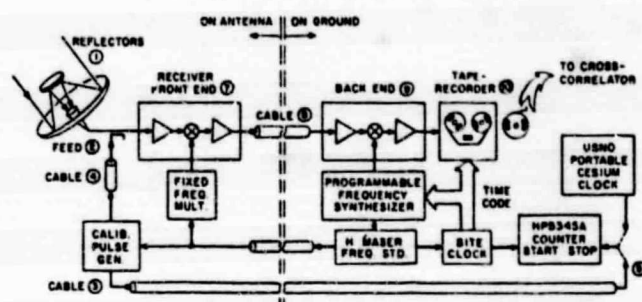 ON ANTENNA
ON GROUND
REFLECTORS ①
RECEIVER
FRONT END ⑦
CABLE ⑧
BACK END ⑨
TAPE-
RECORDER
TO CROSS-
CORRELATOR
FEED
CABLE ④
FIXED
FREQ.
MULT.
PROGRAMMABLE
FREQUENCY
SYNTHESIZER
TIME
CODE
USNO
PORTABLE
CESIUM
CLOCK
CALIB.
PULSE
GEN.
H MASER
FREQ STD.
SITE
CLOCK
HP5345A
COUNTER
START STOP
CABLE ③